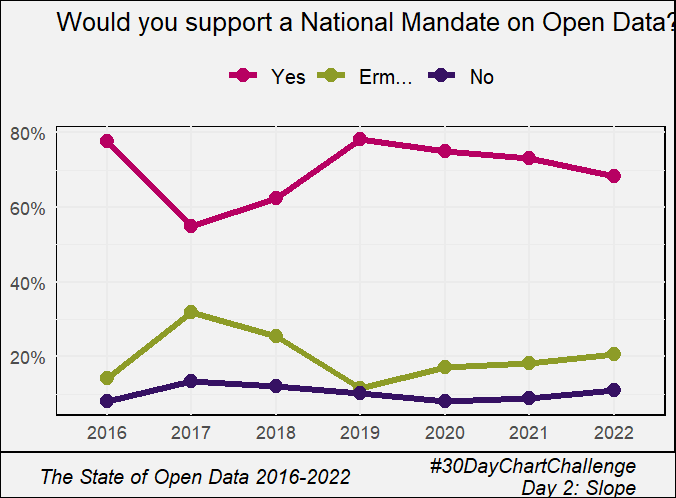 Would you support a National Mandate on Open Data?
Yes Erm... No
80%
60%
40%
20%
2016 2017 2018 2019 2020 2021 2022
The State of Open Data 2016-2022
#30DayChartChallenge
Day 2: Slope